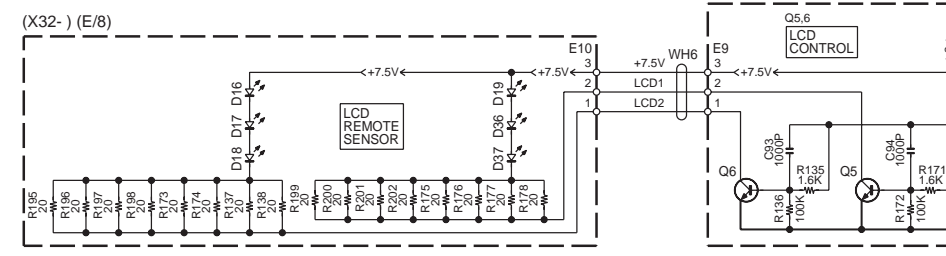 (X32- ) (E/8)
Q5,6
LCD
CONTROL
E10
WH6
E9
3
+7.5V
3
+7.5V
+7.5V
+7.5V
2
LCD1
2
1
LCD2
1
D16
D17
D18
LCD
REMOTE
SENSOR
D19
D36
D37
R195
20
R196
20
R197
20
R198
20
R173
20
R174
20
R137
20
R138
20
R199
20
R200
20
R201
20
R202
20
R175
20
R176
20
R177
20
R178
20
Q6
C93
1000P
R135
1.6K
R136
100K
Q5
C94
1000P
R171
1.6K
R172
100K